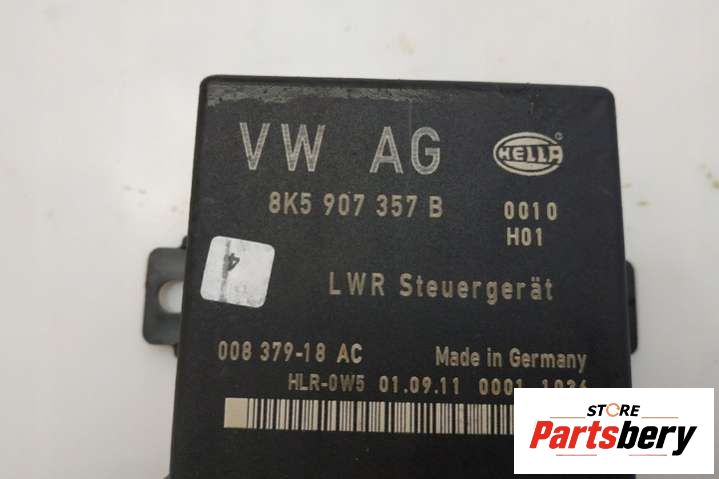 VW AG
HELLA
8K5 907 357 B
0010
H01
4
LWR Steuergerät
008 379-18 AC
Made in Germany
HLR-0W5 01.09.11 0001
STORE
Partsbery